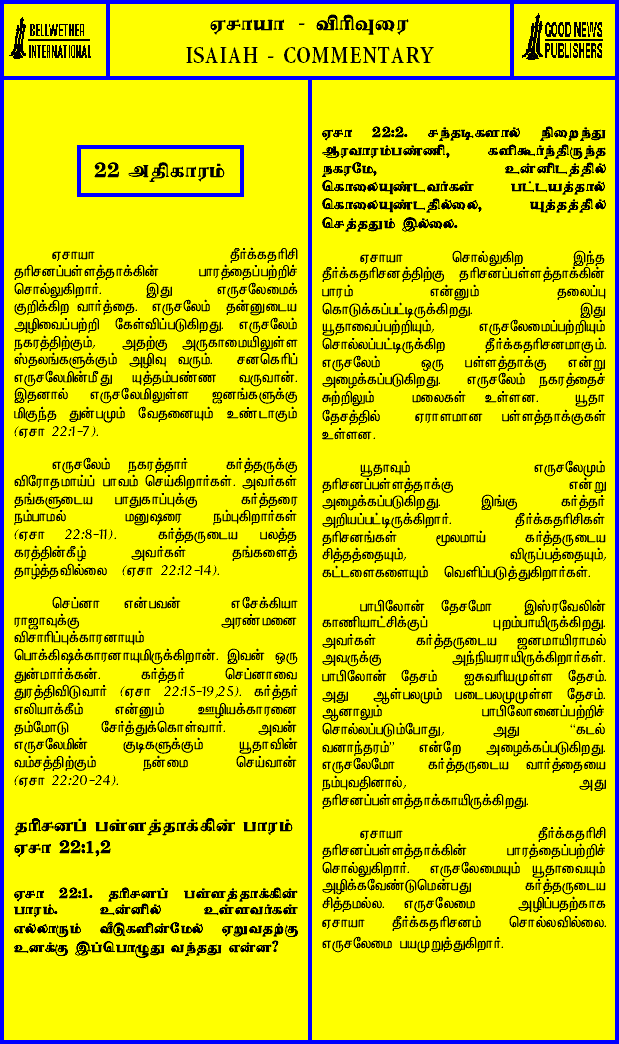 BELLWETHER
INTERNATIONAL
ஏசாயா - விரிவுரை
ISAIAH - COMMENTARY
GOOD NEWS
PUBLISHERS
22 அதிகாரம்
ஏசாயா தீர்க்கதரிசி
தரிசனப்பள்ளத்தாக்கின் பாரத்தைப்பற்றிச்
சொல்லுகிறார். இது எருசலேமைக்
குறிக்கிற வார்த்தை. எருசலேம் தன்னுடைய
அழிவைப்பற்றி கேள்விப்படுகிறது. எருசலேம்
நகரத்திற்கும், அதற்கு அருகாமையிலுள்ள
ஸ்தலங்களுக்கும் அழிவு வரும். சனகெரிப்
எருசலேமின்மீது யுத்தம்பண்ண வருவான்.
இதனால் எருசலேமிலுள்ள ஜனங்களுக்கு
மிகுந்த துன்பமும் வேதனையும் உண்டாகும்
(ஏசா 22:1-7).
எருசலேம் நகரத்தார் கர்த்தருக்கு
விரோதமாய்ப் பாவம் செய்கிறார்கள். அவர்கள்
தங்களுடைய பாதுகாப்புக்கு கர்த்தரை
நம்பாமல் மனுஷரை நம்புகிறார்கள்
(ஏசா 22:8-11). கர்த்தருடைய பலத்த
கரத்தின்கீழ் அவர்கள் தங்களைத்
தாழ்த்தவில்லை (ஏசா 22:12-14).
செப்னா என்பவன் எசேக்கியா
ராஜாவுக்கு அரண்மனை
விசாரிப்புக்காரனாயும்
பொக்கிஷக்காரனாயுமிருக்கிறான். இவன் ஒரு
துன்மார்க்கன். கர்த்தர் செப்னாவை
துரத்திவிடுவார் (ஏசா 22:15-19,25). கர்த்தர்
எலியாக்கீம் என்னும் ஊழியக்காரனை
தம்மோடு சேர்த்துக்கொள்வார். அவன்
எருசலேமின் குடிகளுக்கும் யூதாவின்
வம்சத்திற்கும் நன்மை செய்வான்
(ஏசா 22:20-24).
தரிசனப் பள்ளத்தாக்கின் பாரம்
ஏசா 22:1,2
ஏசா 22:1. தரிசனப் பள்ளத்தாக்கின்
பாரம். உன்னில் உள்ளவர்கள்
எல்லாரும் வீடுகளின்மேல் ஏறுவதற்கு
உனக்கு இப்பொழுது வந்தது என்ன?
ஏசா 22:2. சந்தடிகளால் நிறைந்து
ஆரவாரம்பண்ணி, களிகூர்ந்திருந்த
நகரமே, உன்னிடத்தில்
கொலையுண்டவர்கள் பட்டயத்தால்
கொலையுண்டதில்லை, யுத்தத்தில்
செத்ததும் இல்லை.
ஏசாயா சொல்லுகிற இந்த
தீர்க்கதரிசனத்திற்கு தரிசனப்பள்ளத்தாக்கின்
பாரம் என்னும் தலைப்பு
கொடுக்கப்பட்டிருக்கிறது. இது
யூதாவைப்பற்றியும், எருசலேமைப்பற்றியும்
சொல்லப்பட்டிருக்கிற தீர்க்கதரிசனமாகும்.
எருசலேம் ஒரு பள்ளத்தாக்கு என்று
அழைக்கப்படுகிறது. எருசலேம் நகரத்தைச்
சுற்றிலும் மலைகள் உள்ளன. யூதா
தேசத்தில் ஏராளமான பள்ளத்தாக்குகள்
உள்ளன.
யூதாவும் எருசலேமும்
தரிசனப்பள்ளத்தாக்கு என்று
அழைக்கப்படுகிறது. இங்கு கர்த்தர்
அறியப்பட்டிருக்கிறார். தீர்க்கதரிசிகள்
தரிசனங்கள் மூலமாய் கர்த்தருடைய
சித்தத்தையும், விருப்பத்தையும்,
கட்டளைகளையும் வெளிப்படுத்துகிறார்கள்.
பாபிலோன் தேசமோ இஸ்ரவேலின்
காணியாட்சிக்குப் புறம்பாயிருக்கிறது.
அவர்கள் கர்த்தருடைய ஜனமாயிராமல்
அவருக்கு அந்நியராயிருக்கிறார்கள்.
பாபிலோன் தேசம் ஐசுவரியமுள்ள தேசம்.
அது ஆள்பலமும் படைபலமுமுள்ள தேசம்.
ஆனாலும் பாபிலோனைப்பற்றிச்
சொல்லப்படும்போது, அது "கடல்
வனாந்தரம்" என்றே அழைக்கப்படுகிறது.
எருசலேமோ கர்த்தருடைய வார்த்தையை
நம்புவதினால், அது
தரிசனப்பள்ளத்தாக்காயிருக்கிறது.
ஏசாயா தீர்க்கதரிசி
தரிசனப்பள்ளத்தாக்கின் பாரத்தைப்பற்றிச்
சொல்லுகிறார். எருசலேமையும் யூதாவையும்
அழிக்கவேண்டுமென்பது கர்த்தருடைய
சித்தமல்ல. எருசலேமை அழிப்பதற்காக
ஏசாயா தீர்க்கதரிசனம் சொல்லவில்லை.
எருசலேமை பயமுறுத்துகிறார்.